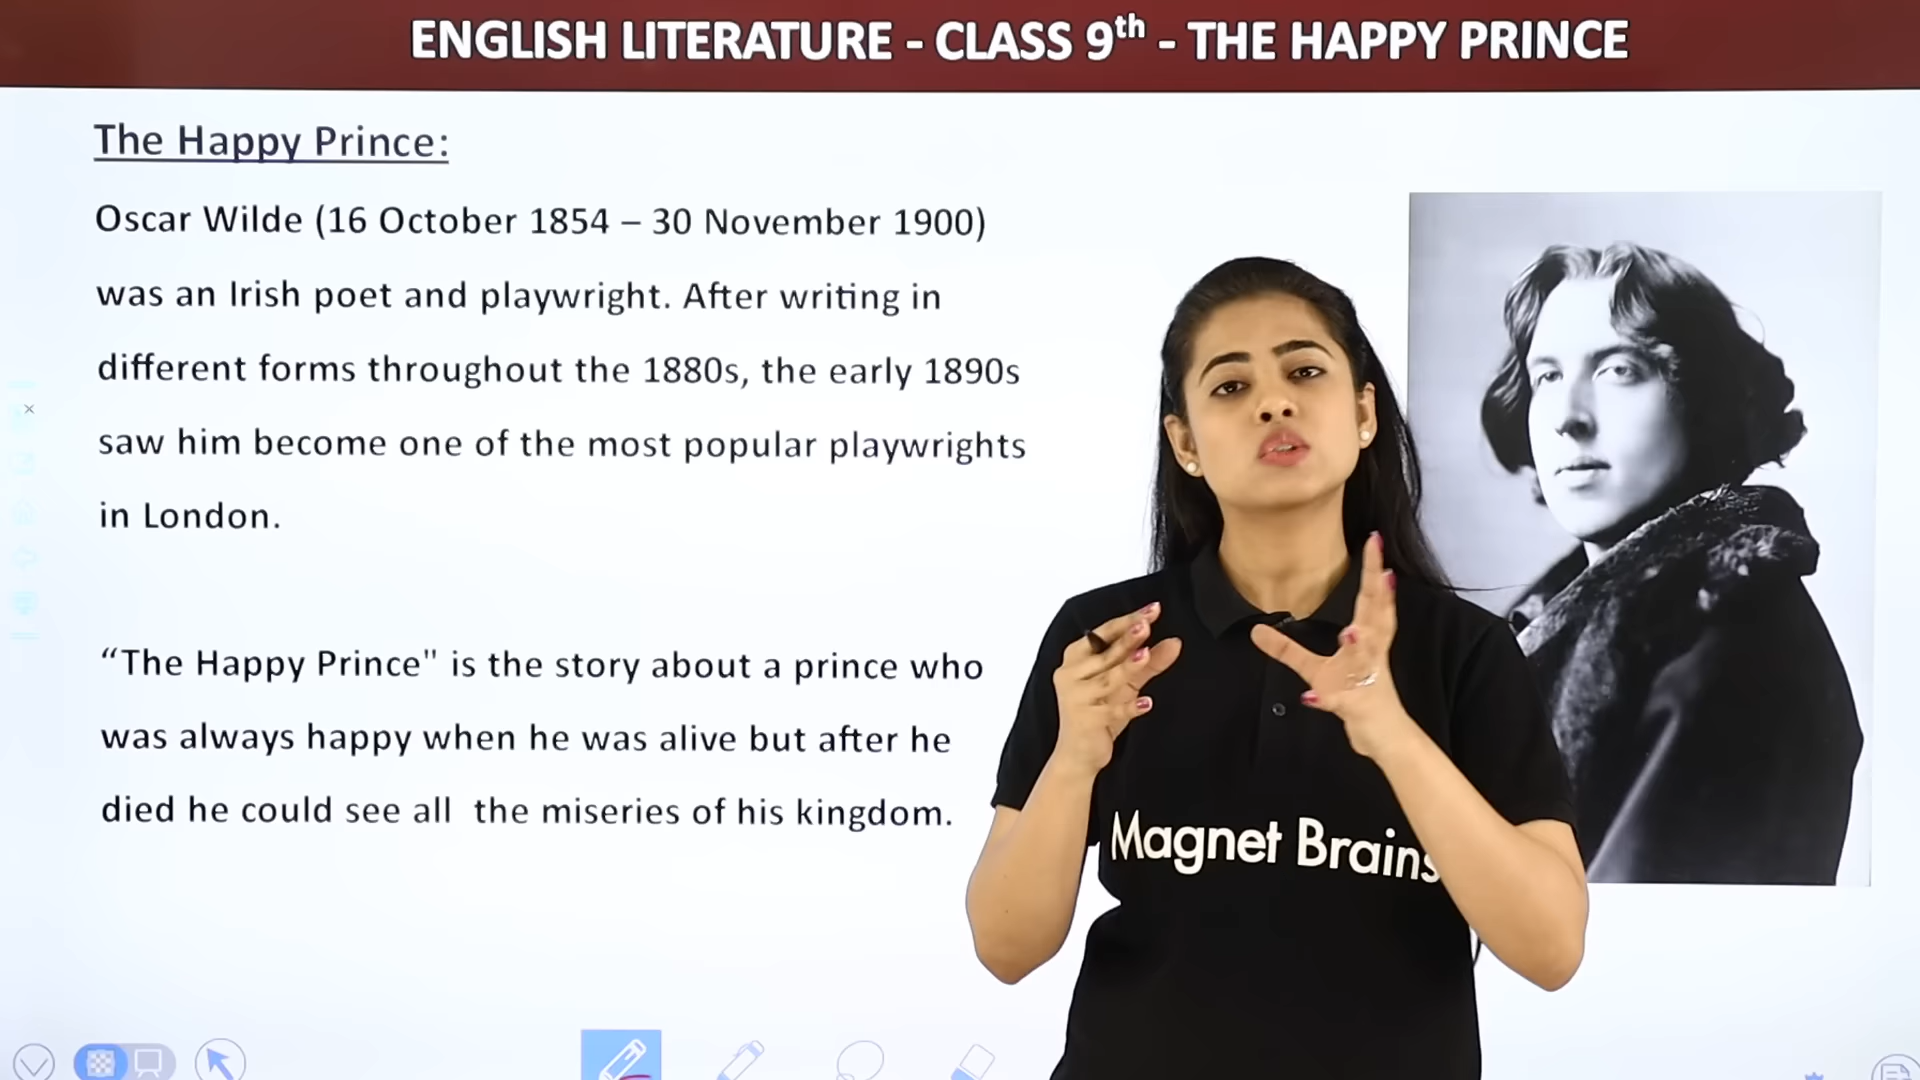 ENGLISH LITERATURE - CLASS 9th - THE HAPPY PRINCE
The Happy Prince:
Oscar Wilde (16 October 1854 – 30 November 1900)
was an Irish poet and playwright. After writing in
different forms throughout the 1880s, the early 1890s
saw him become one of the most popular playwrights
in London.
“The Happy Prince" is the story about a prince who
was always happy when he was alive but after he
died he could see all the miseries of his kingdom.
Magnet Brains